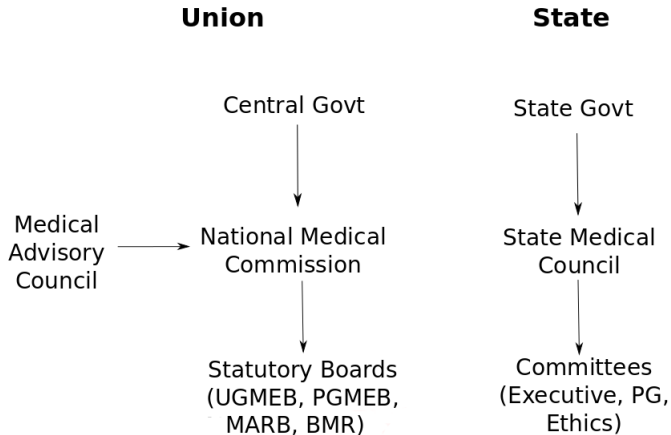 Union
State
Central Govt
State Govt
Medical
Advisory
Council
National Medical
Commission
State Medical
Council
Statutory Boards
(UGMEB, PGMEB,
MARB, BMR)
Committees
(Executive, PG,
Ethics)